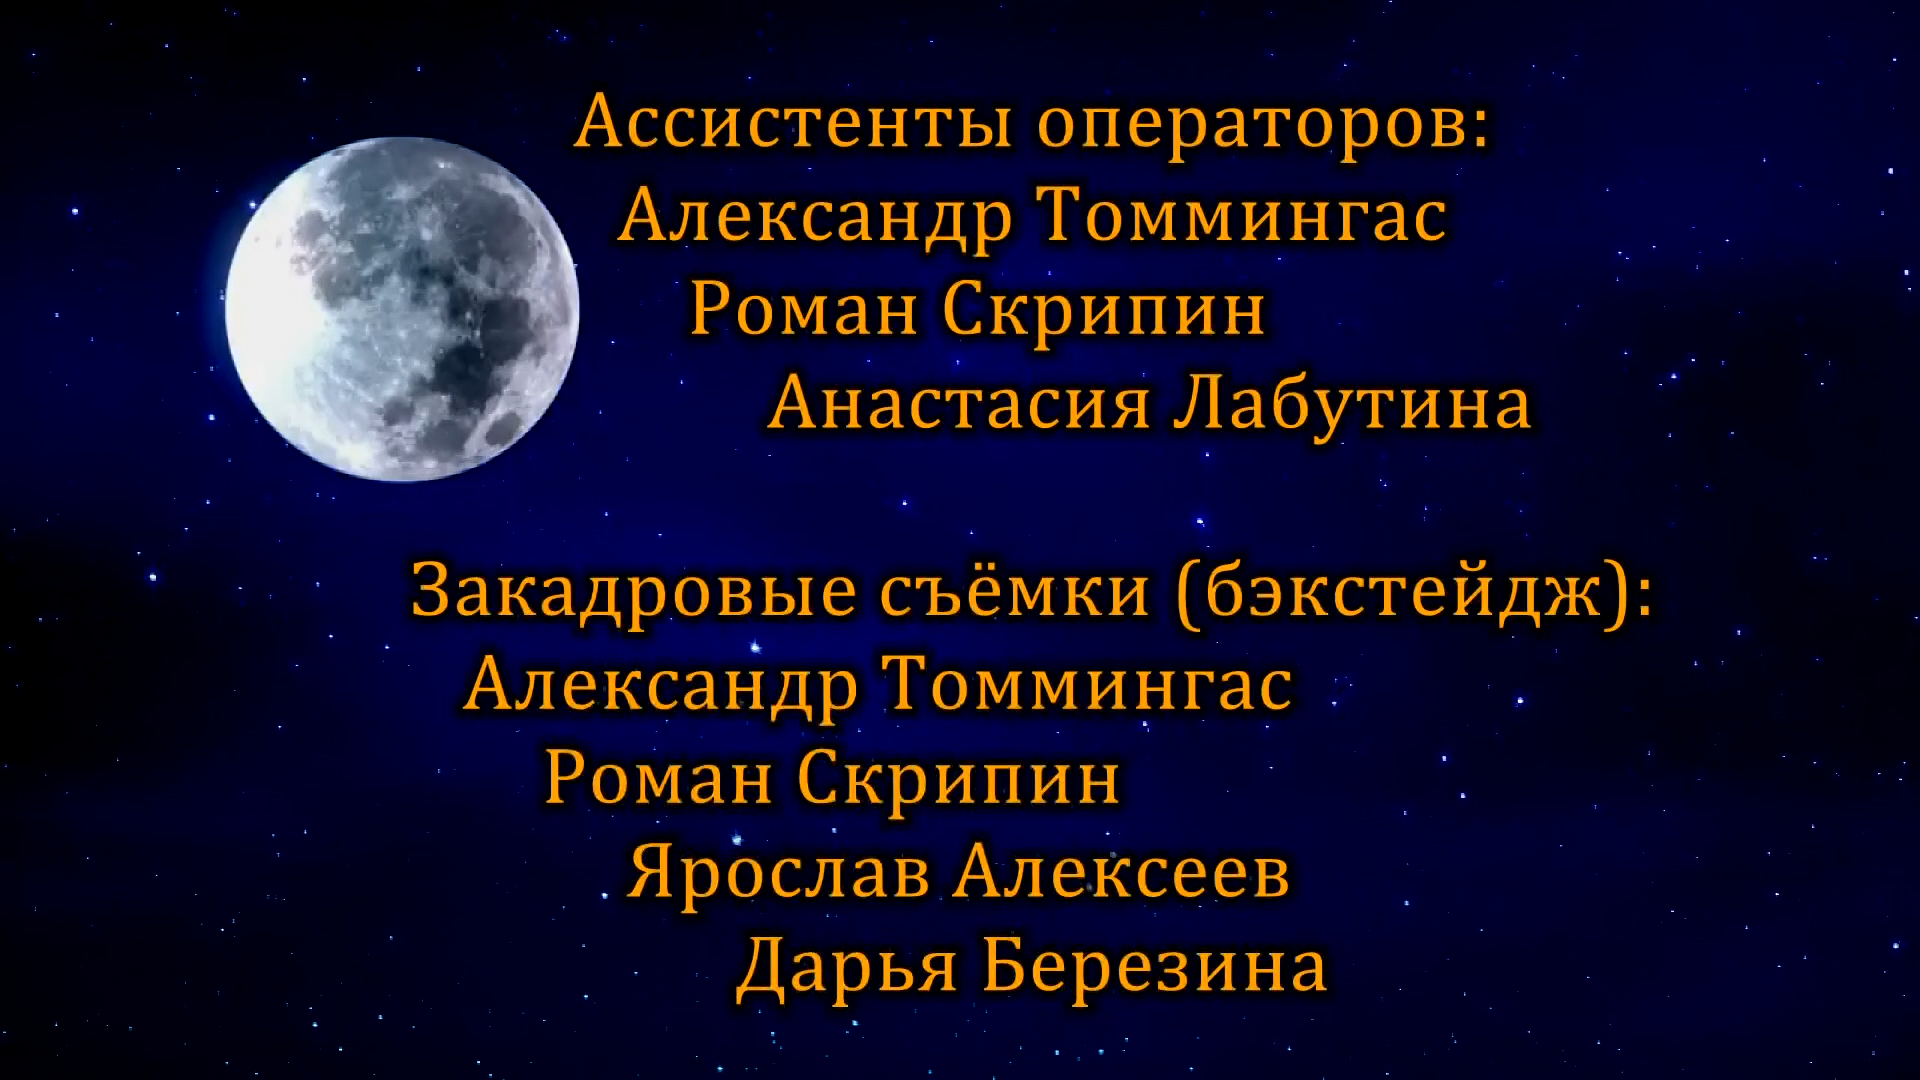 Ассистенты операторов:
Александр Томмингас
Роман Скрипин
Анастасия Лабутина
Закадровые съёмки (бэкстейдж):
Александр Томмингас
Роман Скрипин
Ярослав Алексеев
Дарья Березина